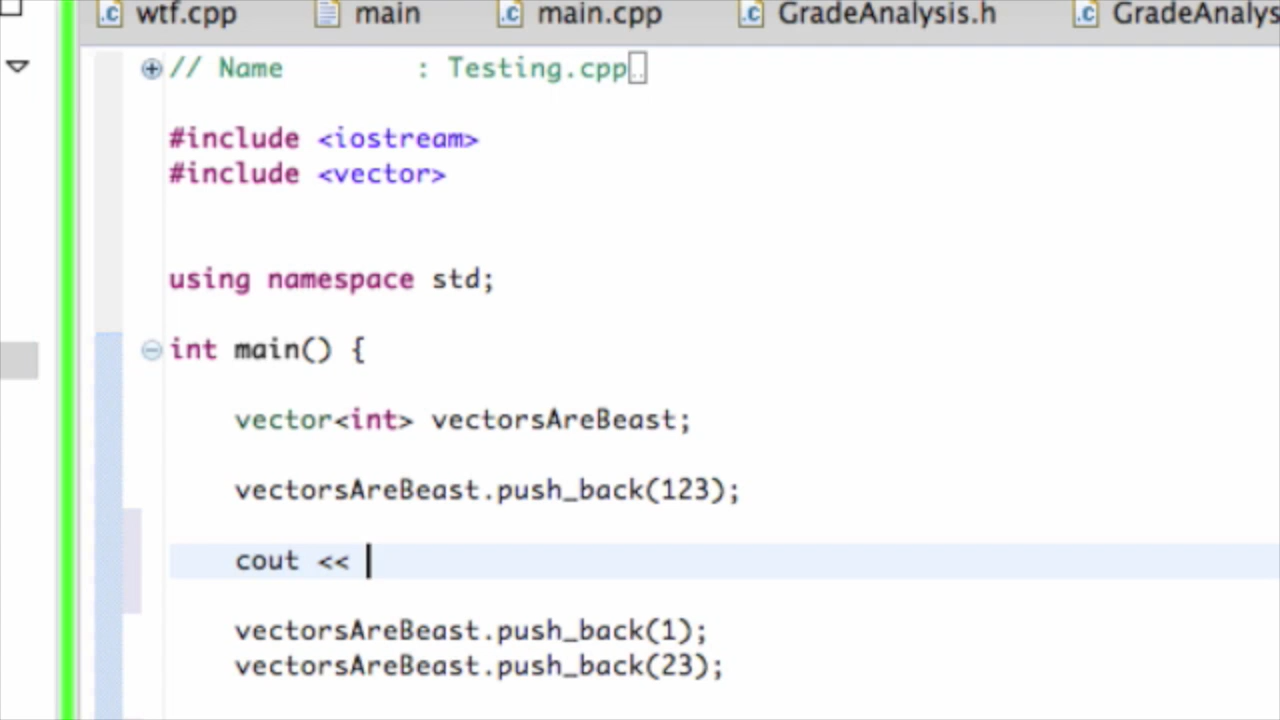 wtf.cpp main main.cpp GradeAnalysis.h GradeAnalys
// Name : Testing.cpp
#include <iostream>
#include <vector>
using namespace std;
int main() {
vector<int> vectorsAreBeast;
vectorsAreBeast.push_back(123);
cout <<
vectorsAreBeast.push_back(1);
vectorsAreBeast.push_back(23);